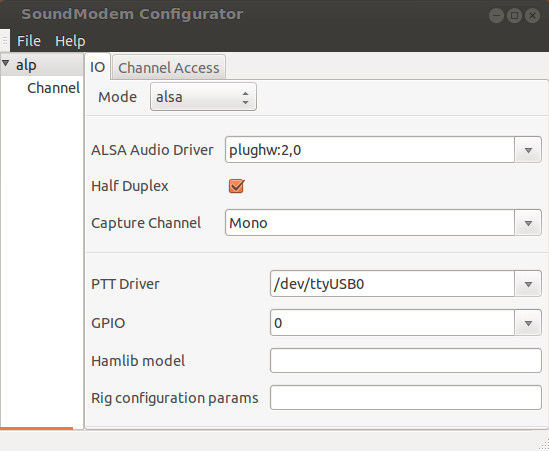 SoundModem Configurator
File Help
alp
Channel
IO Channel Access
Mode alsa
ALSA Audio Driver plughw:2,0
Half Duplex
Capture Channel Mono
PTT Driver /dev/ttyUSB0
GPIO 0
Hamlib model
Rig configuration params